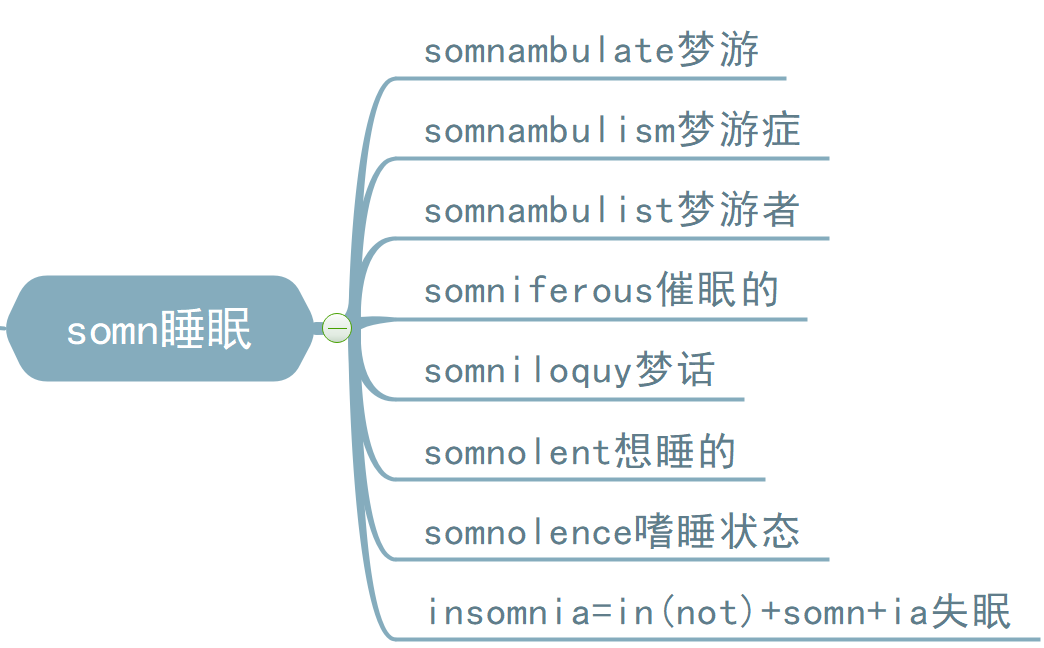 somn睡眠
somnambulate梦游
somnambulism梦游症
somnambulist梦游者
somniferous催眠的
somniloquy梦话
somnolent想睡的
somnolence嗜睡状态
insomnia=in(not)+somn+ia失眠